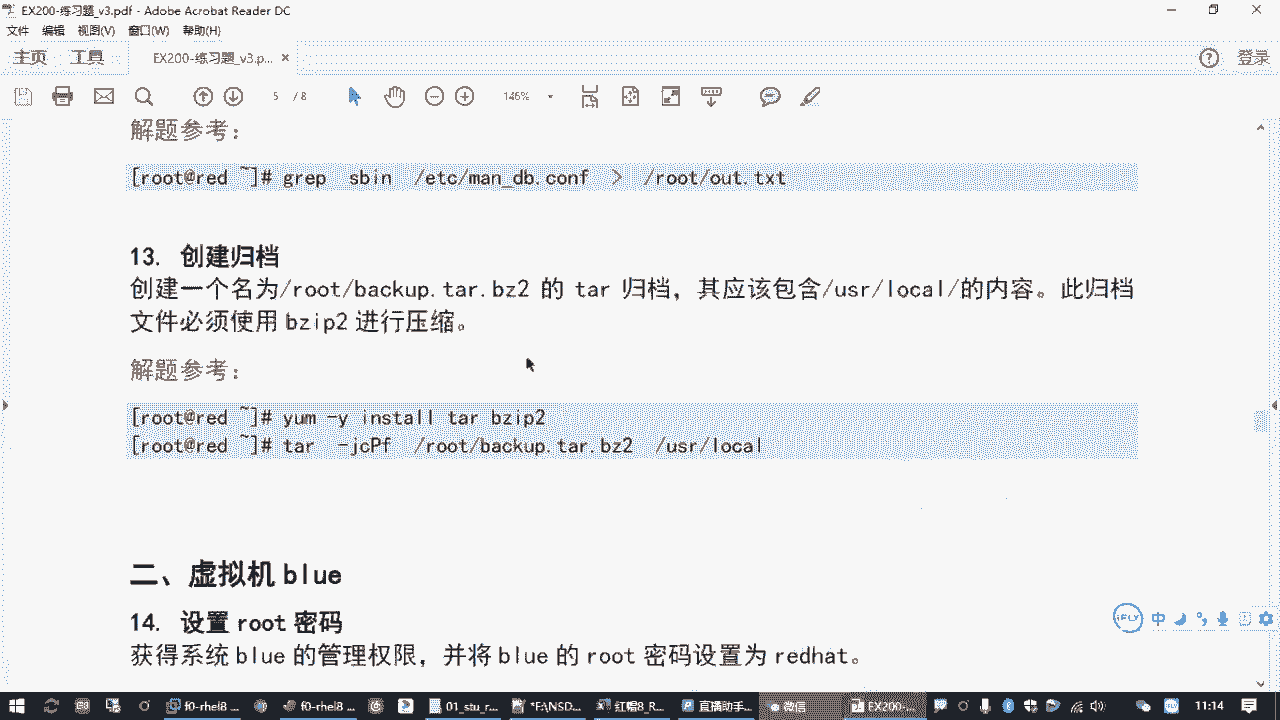 EX200-练习题_v3.pdf - Adobe Acrobat Reader DC
文件 编辑 视图(V) 窗口(W) 帮助(H)
主页 工具 EX200-练习题_v3.p... × 登录
5 / 8 146%
解题参考：
[root@red ~]# grep sbin /etc/man_db.conf > /root/out.txt
13. 创建归档
创建一个名为/root/backup.tar.bz2 的 tar 归档，其应该包含/usr/local/的内容。此归档
文件必须使用 bzip2 进行压缩。
解题参考：
[root@red ~]# yum -y install tar bzip2
[root@red ~]# tar -jcPf /root/backup.tar.bz2 /usr/local
二、虚拟机 blue
14. 设置 root 密码
获得系统 blue 的管理权限，并将 blue 的 root 密码设置为 redhat。
iFLY 中
f0-rhel8 ... f0-rhel8 ... 01_stu_r... *E\NSD... 红帽8_R... 直播助手... 微信 EX200-... 11:14